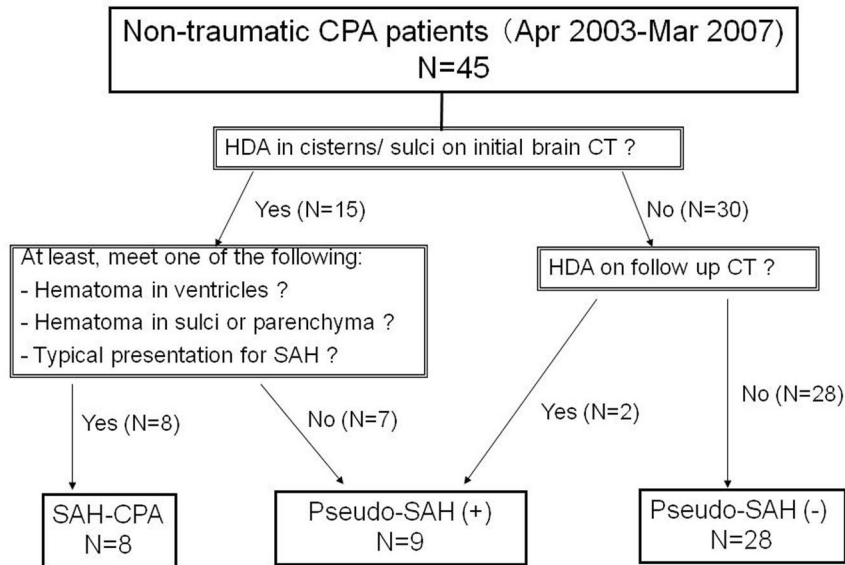 Non-traumatic CPA patients（Apr 2003-Mar 2007)
N=45
HDA in cisterns/ sulci on initial brain CT ?
Yes (N=15)
No (N=30)
At least, meet one of the following:
- Hematoma in ventricles ?
- Hematoma in sulci or parenchyma ?
- Typical presentation for SAH ?
HDA on follow up CT ?
Yes (N=8)
No (N=7)
Yes (N=2)
No (N=28)
SAH-CPA
N=8
Pseudo-SAH (+)
N=9
Pseudo-SAH (-)
N=28